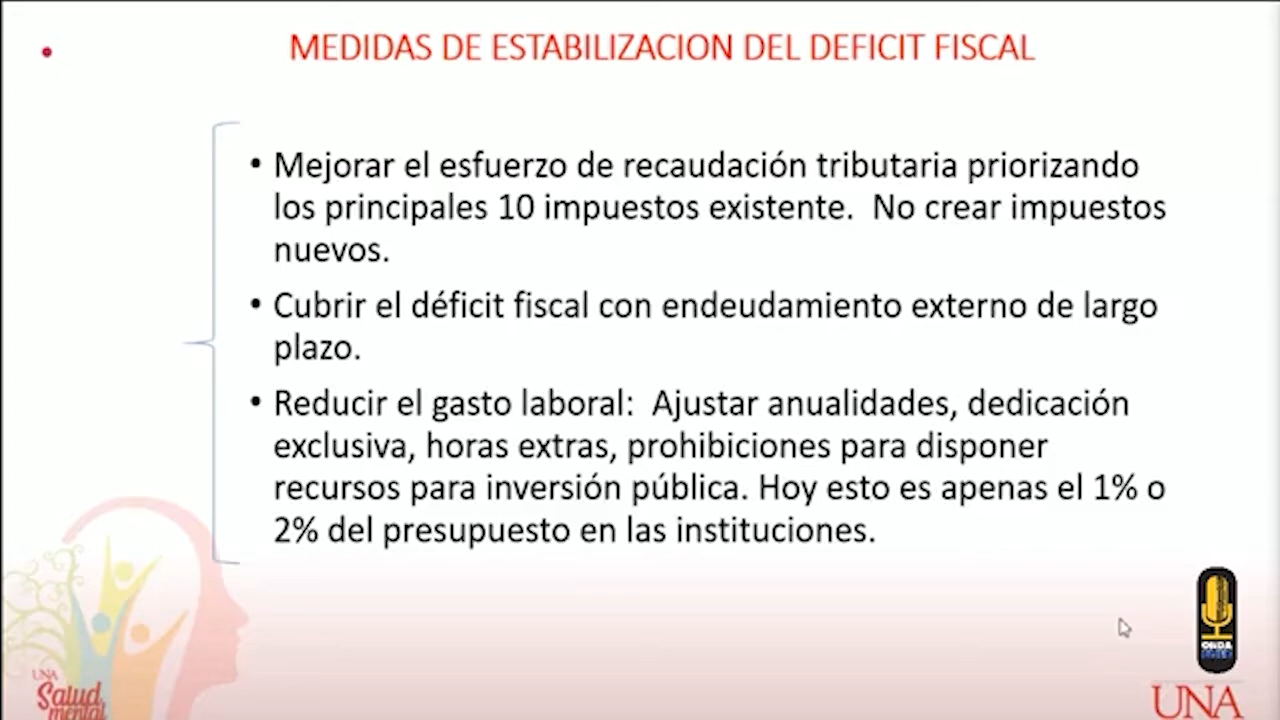 MEDIDAS DE ESTABILIZACION DEL DEFICIT FISCAL
• Mejorar el esfuerzo de recaudación tributaria priorizando
los principales 10 impuestos existente.  No crear impuestos
nuevos.
• Cubrir el déficit fiscal con endeudamiento externo de largo
plazo.
• Reducir el gasto laboral:  Ajustar anualidades, dedicación
exclusiva, horas extras, prohibiciones para disponer
recursos para inversión pública. Hoy esto es apenas el 1% o
2% del presupuesto en las instituciones.
ONDA
UNA
Salud
mental
UNA